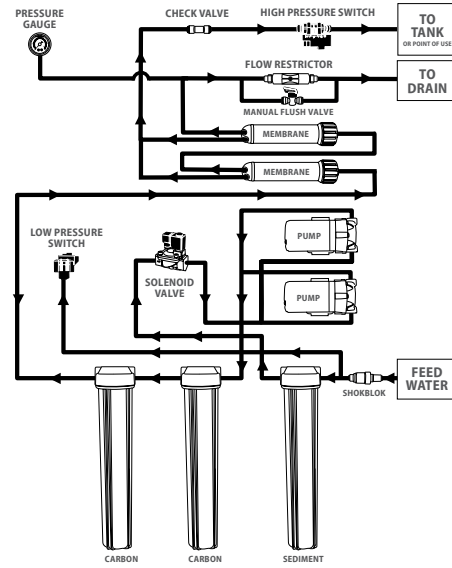 PRESSURE
GAUGE
CHECK VALVE
HIGH PRESSURE SWITCH
TO
TANK
OR POINT OF USE
FLOW RESTRICTOR
TO
DRAIN
MANUAL FLUSH VALVE
MEMBRANE
MEMBRANE
LOW PRESSURE
SWITCH
SOLENOID
VALVE
PUMP
PUMP
FEED
WATER
SHOKBLOK
CARBON
CARBON
SEDIMENT